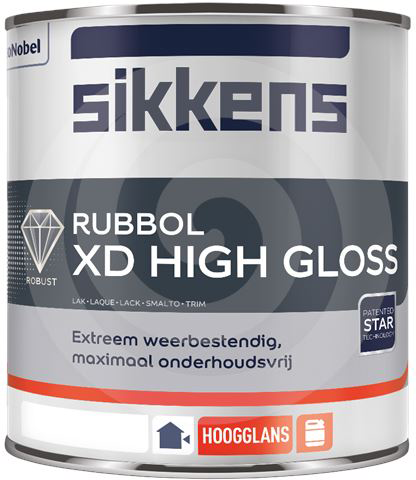 oNobel
sikkens
RUBBOL
XD HIGH GLOSS
ROBUST
LAK • LAQUE • LACK • SMALTO • TRIM
PATENTED
STAR
TECHNOLOGY
Extreem weerbestendig,
maximaal onderhoudsvrij
HOOGGLANS